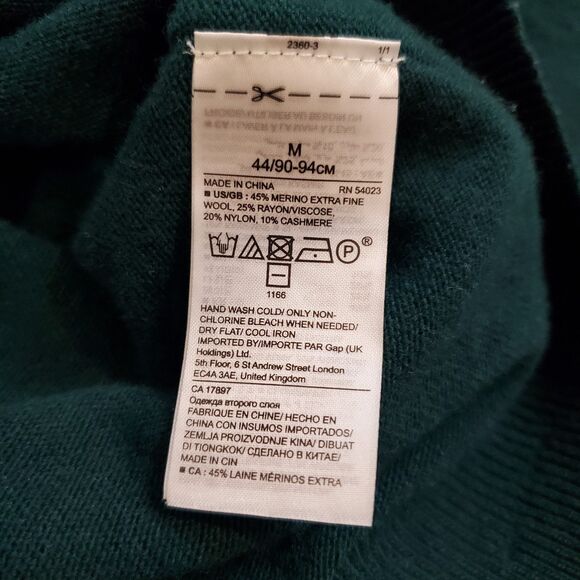 2360-3 1/1
M
44/90-94CM
MADE IN CHINA RN 54023
■ US/GB : 45% MERINO EXTRA FINE
WOOL, 25% RAYON/VISCOSE,
20% NYLON, 10% CASHMERE
P®
1166
HAND WASH COLD/ ONLY NON-
CHLORINE BLEACH WHEN NEEDED/
DRY FLAT/ COOL IRON
IMPORTED BY/IMPORTE PAR Gap (UK
Holdings) Ltd.
5th Floor, 6 St Andrew Street London
EC4A 3AE, United Kingdom
CA 17897
Одежда второго слоя
FABRIQUE EN CHINE/ HECHO EN
CHINA CON INSUMOS IMPORTADOS/
ZEMLJA PROIZVODNJE KINA/ DIBUAT
DI TIONGKOK/ СДЕЛАНО В КИТАЕ/
MADE IN CIN
■ CA : 45% LAINE MÉRINOS EXTRA